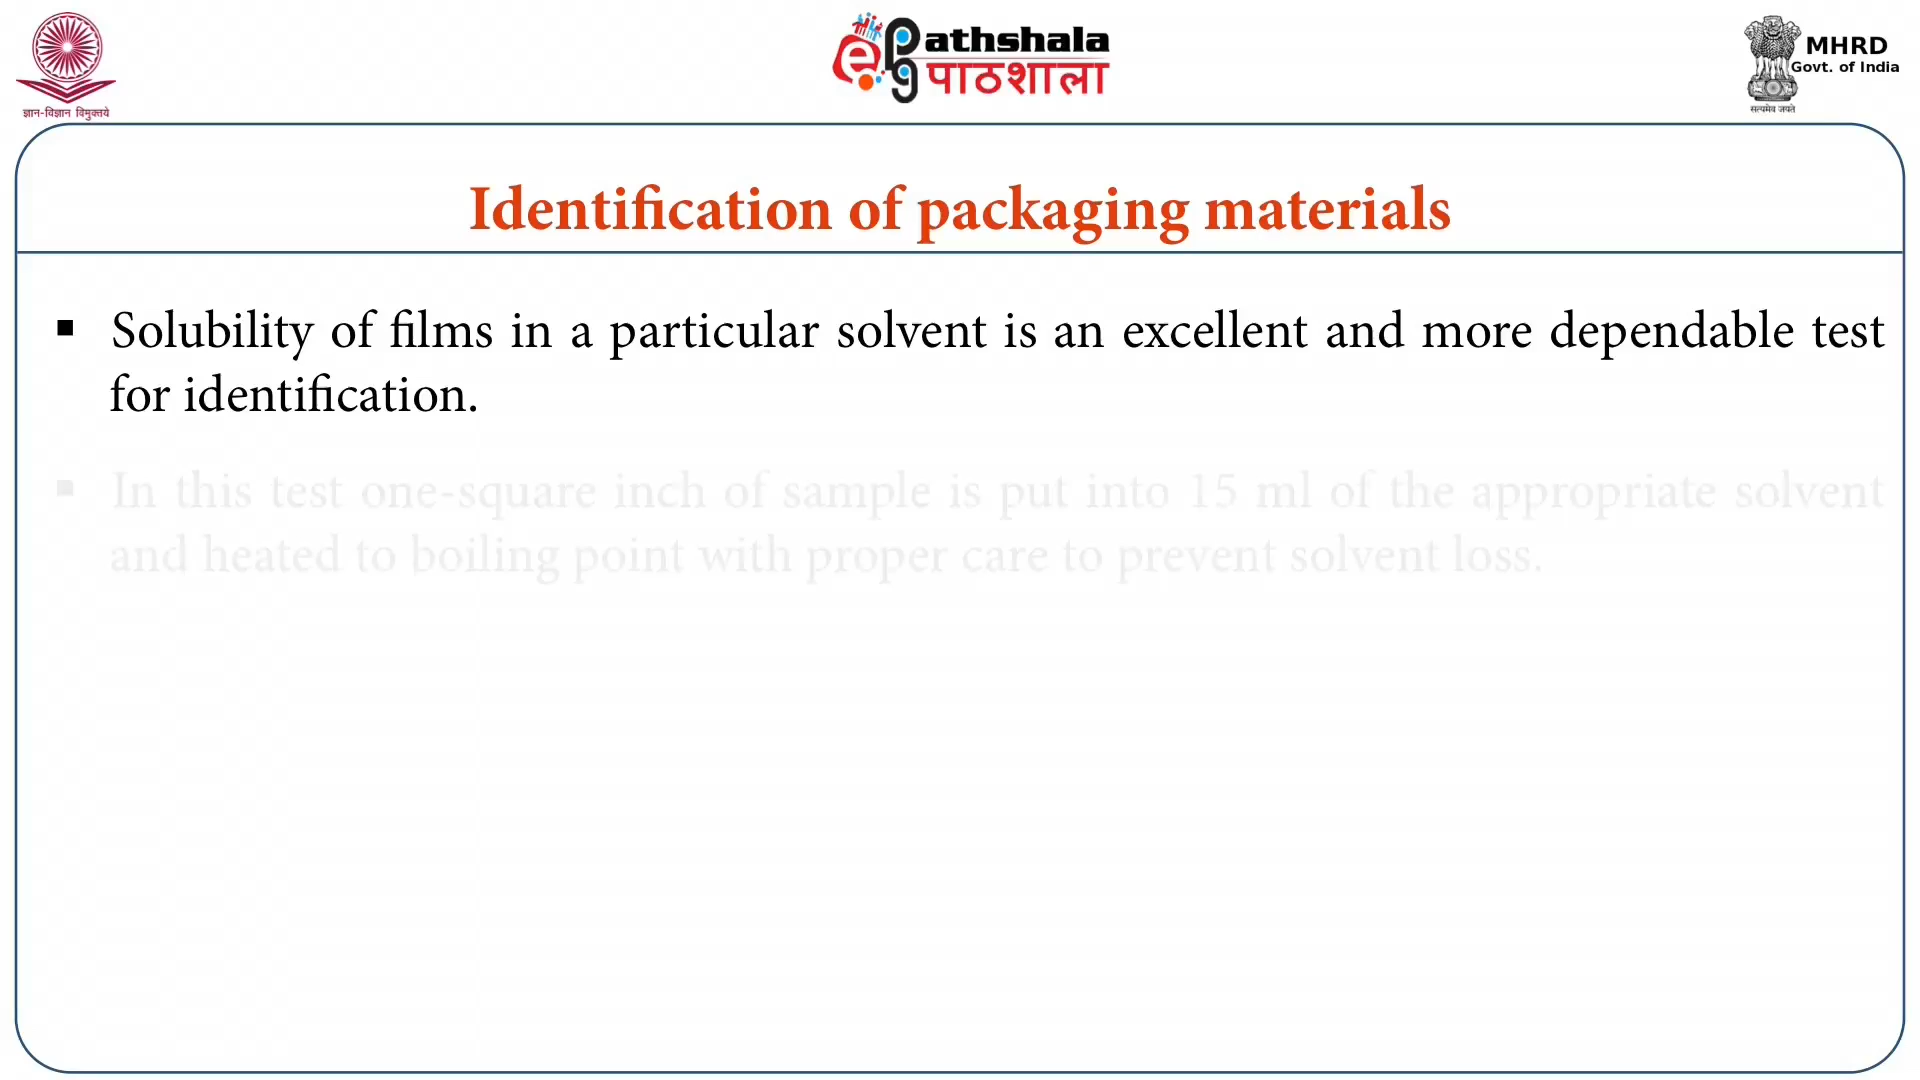 ज्ञान-विज्ञान विमुक्तये
e Pathshala
pg पाठशाला
MHRD
Govt. of India
सत्यमेव जयते
Identification of packaging materials
▪ Solubility of films in a particular solvent is an excellent and more dependable test
for identification.
▪ In this test one-square inch of sample is put into 15 ml of the appropriate solvent
and heated to boiling point with proper care to prevent solvent loss.